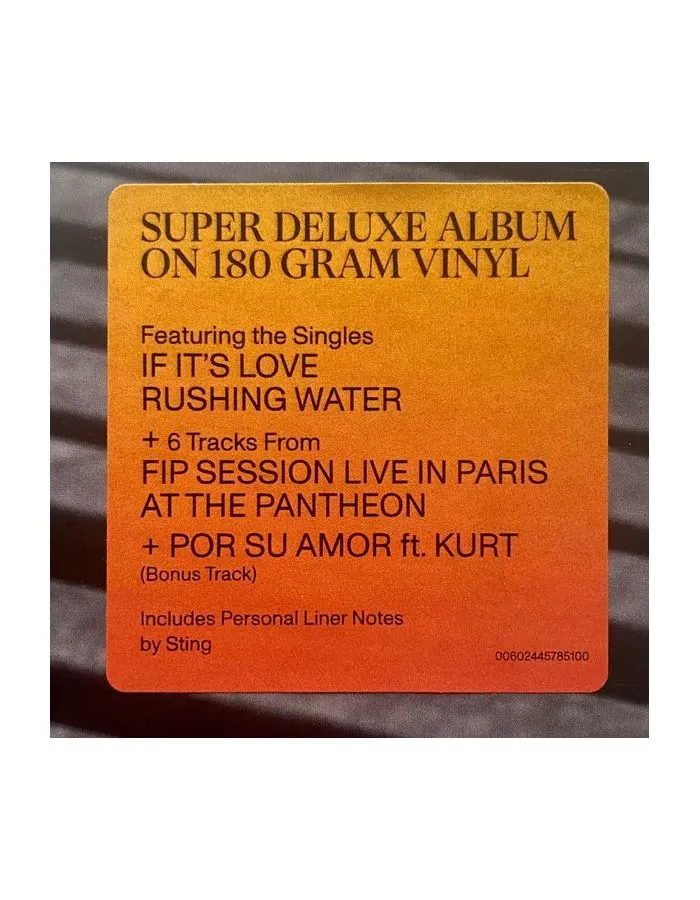 SUPER DELUXE ALBUM
ON 180 GRAM VINYL
Featuring the Singles
IF IT'S LOVE
RUSHING WATER
+ 6 Tracks From
FIP SESSION LIVE IN PARIS
AT THE PANTHEON
+ POR SU AMOR ft. KURT
(Bonus Track)
Includes Personal Liner Notes
by Sting
00602445785100